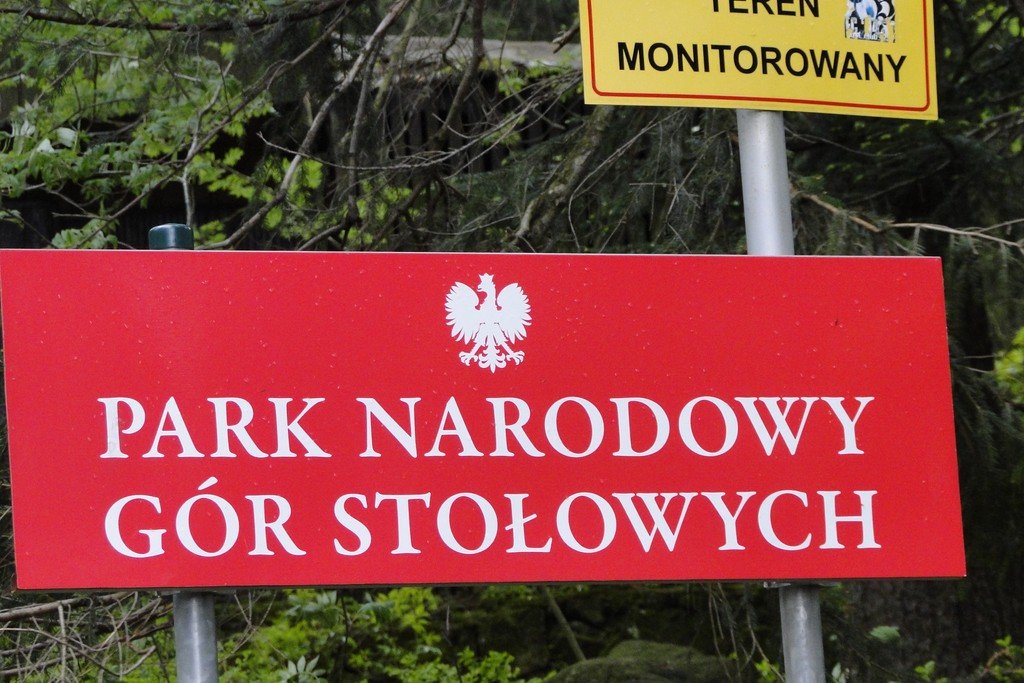 TEREN
MONITOROWANY
PARK NARODOWY
GÓR STOŁOWYCH